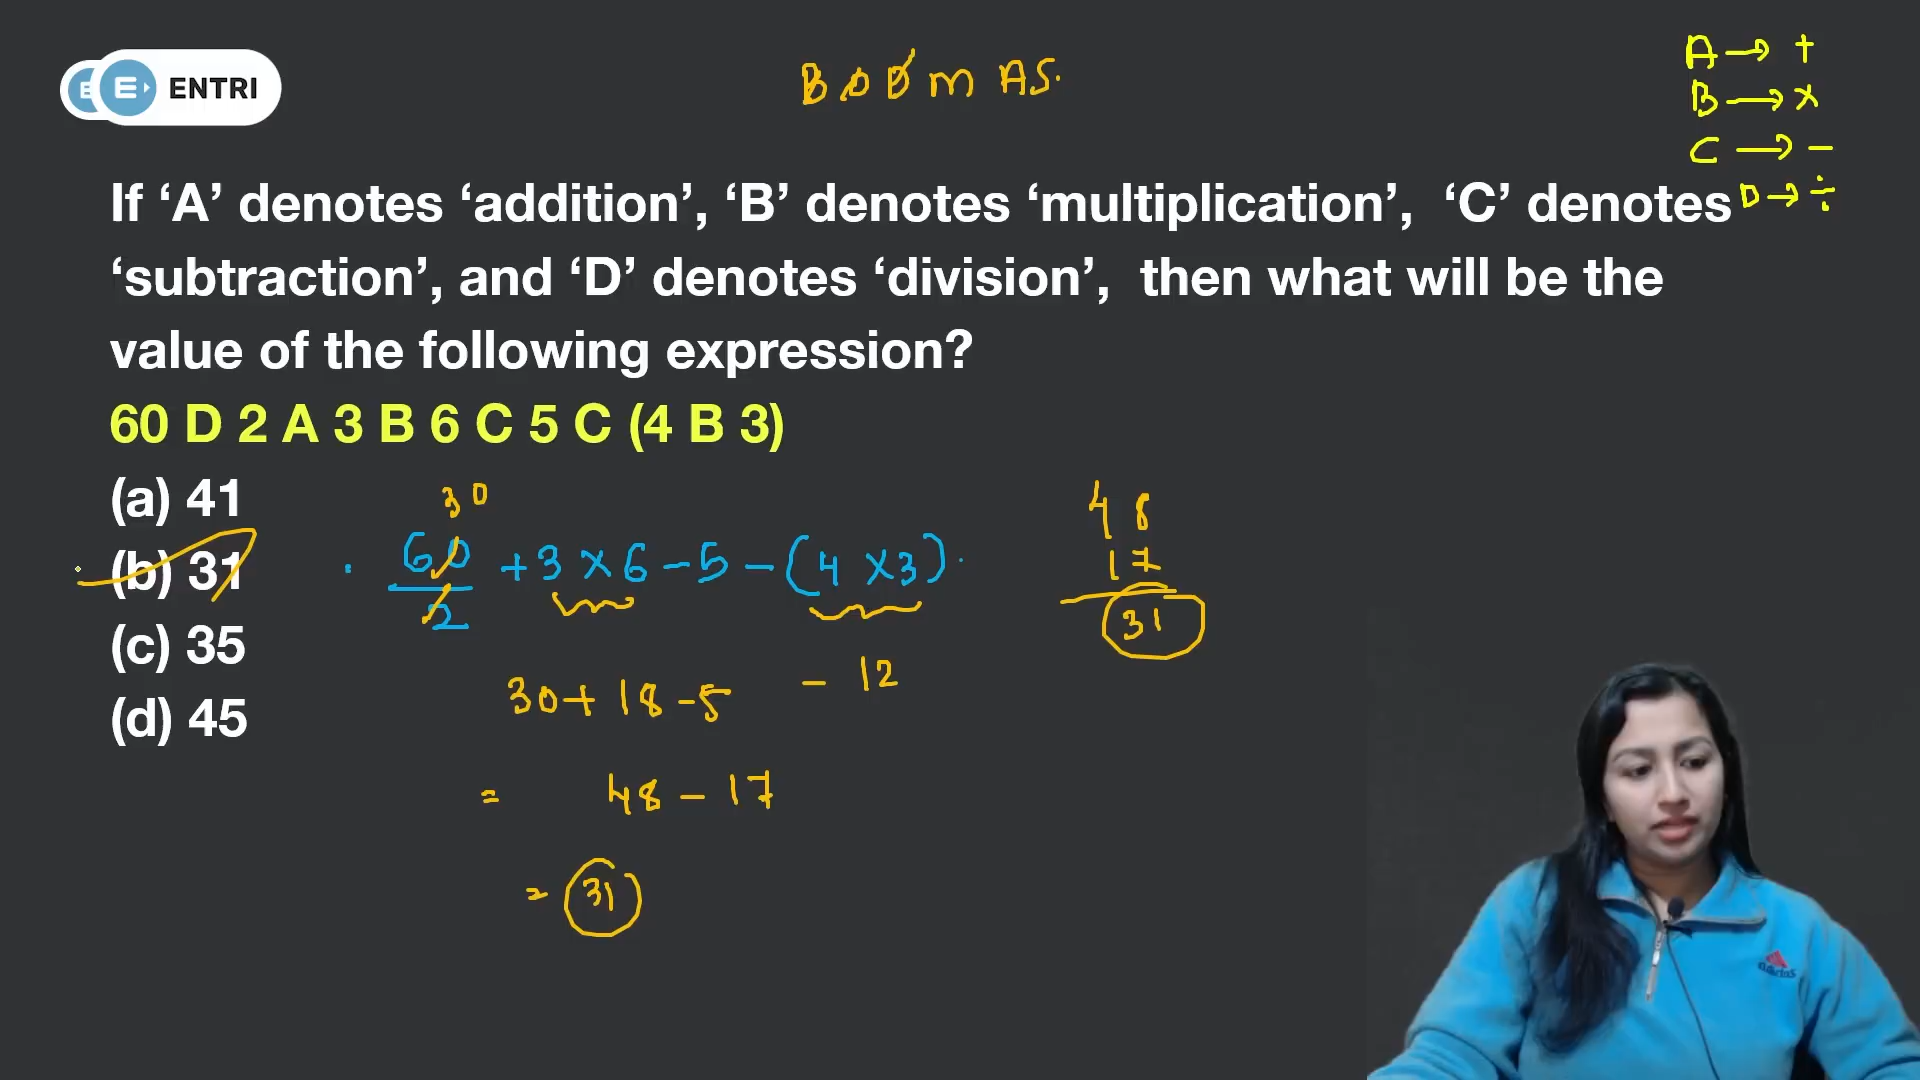 ENTRI
BODMAS.
A → +
B → ×
C → −
D → ÷
If ‘A’ denotes ‘addition’, ‘B’ denotes ‘multiplication’, ‘C’ denotes
‘subtraction’, and ‘D’ denotes ‘division’, then what will be the
value of the following expression?
60 D 2 A 3 B 6 C 5 C (4 B 3)
(a) 41
(b) 31
(c) 35
(d) 45
30
60/2 + 3 × 6 − 5 − (4 × 3)
30 + 18 − 5 − 12
= 48 − 17
= 31
48
17
31
adidas